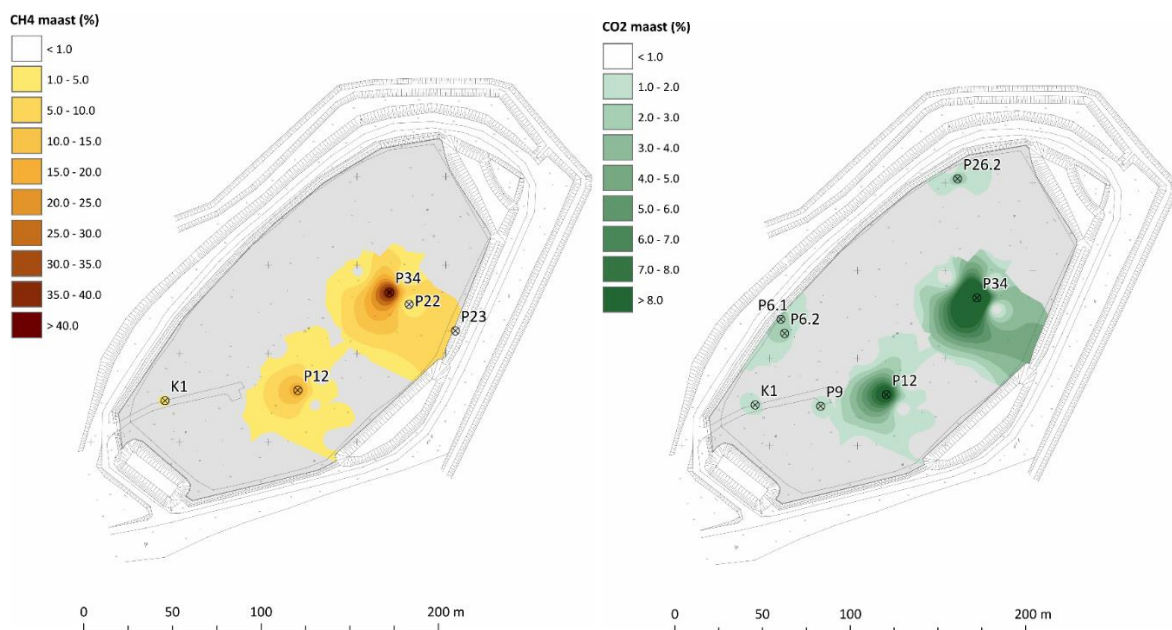 CH4 maast (%)
< 1.0
1.0 - 5.0
5.0 - 10.0
10.0 - 15.0
15.0 - 20.0
20.0 - 25.0
25.0 - 30.0
30.0 - 35.0
35.0 - 40.0
> 40.0
P34
P22
P23
P12
K1
0
50
100
200 m
CO2 maast (%)
< 1.0
1.0 - 2.0
2.0 - 3.0
3.0 - 4.0
4.0 - 5.0
5.0 - 6.0
6.0 - 7.0
7.0 - 8.0
> 8.0
P26.2
P34
P6.1
P6.2
K1
P9
P12
0
50
100
200 m